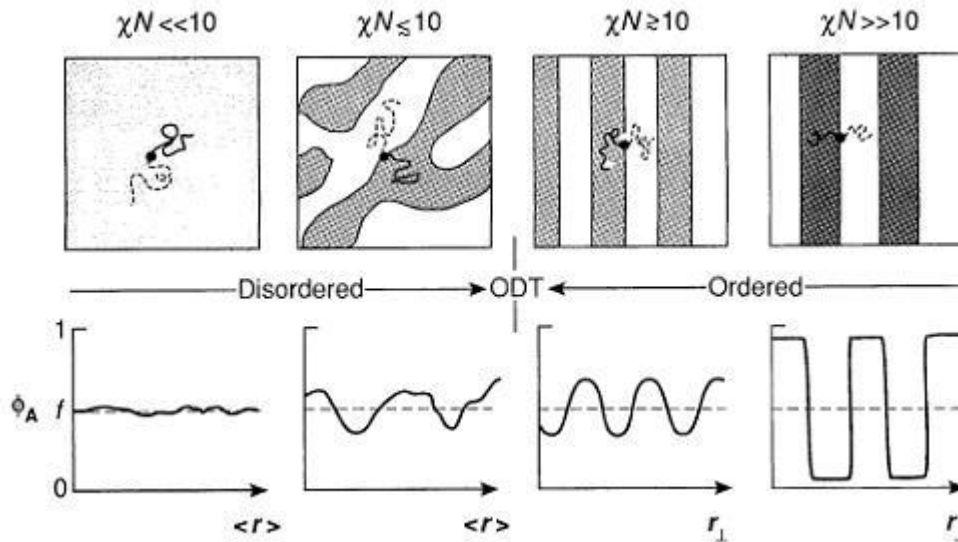 χN <<10 χN ≲ 10 χN ≳ 10 χN >>10
Disordered ODT Ordered
1
ϕA f
0
<r> <r> r⊥ r⊥